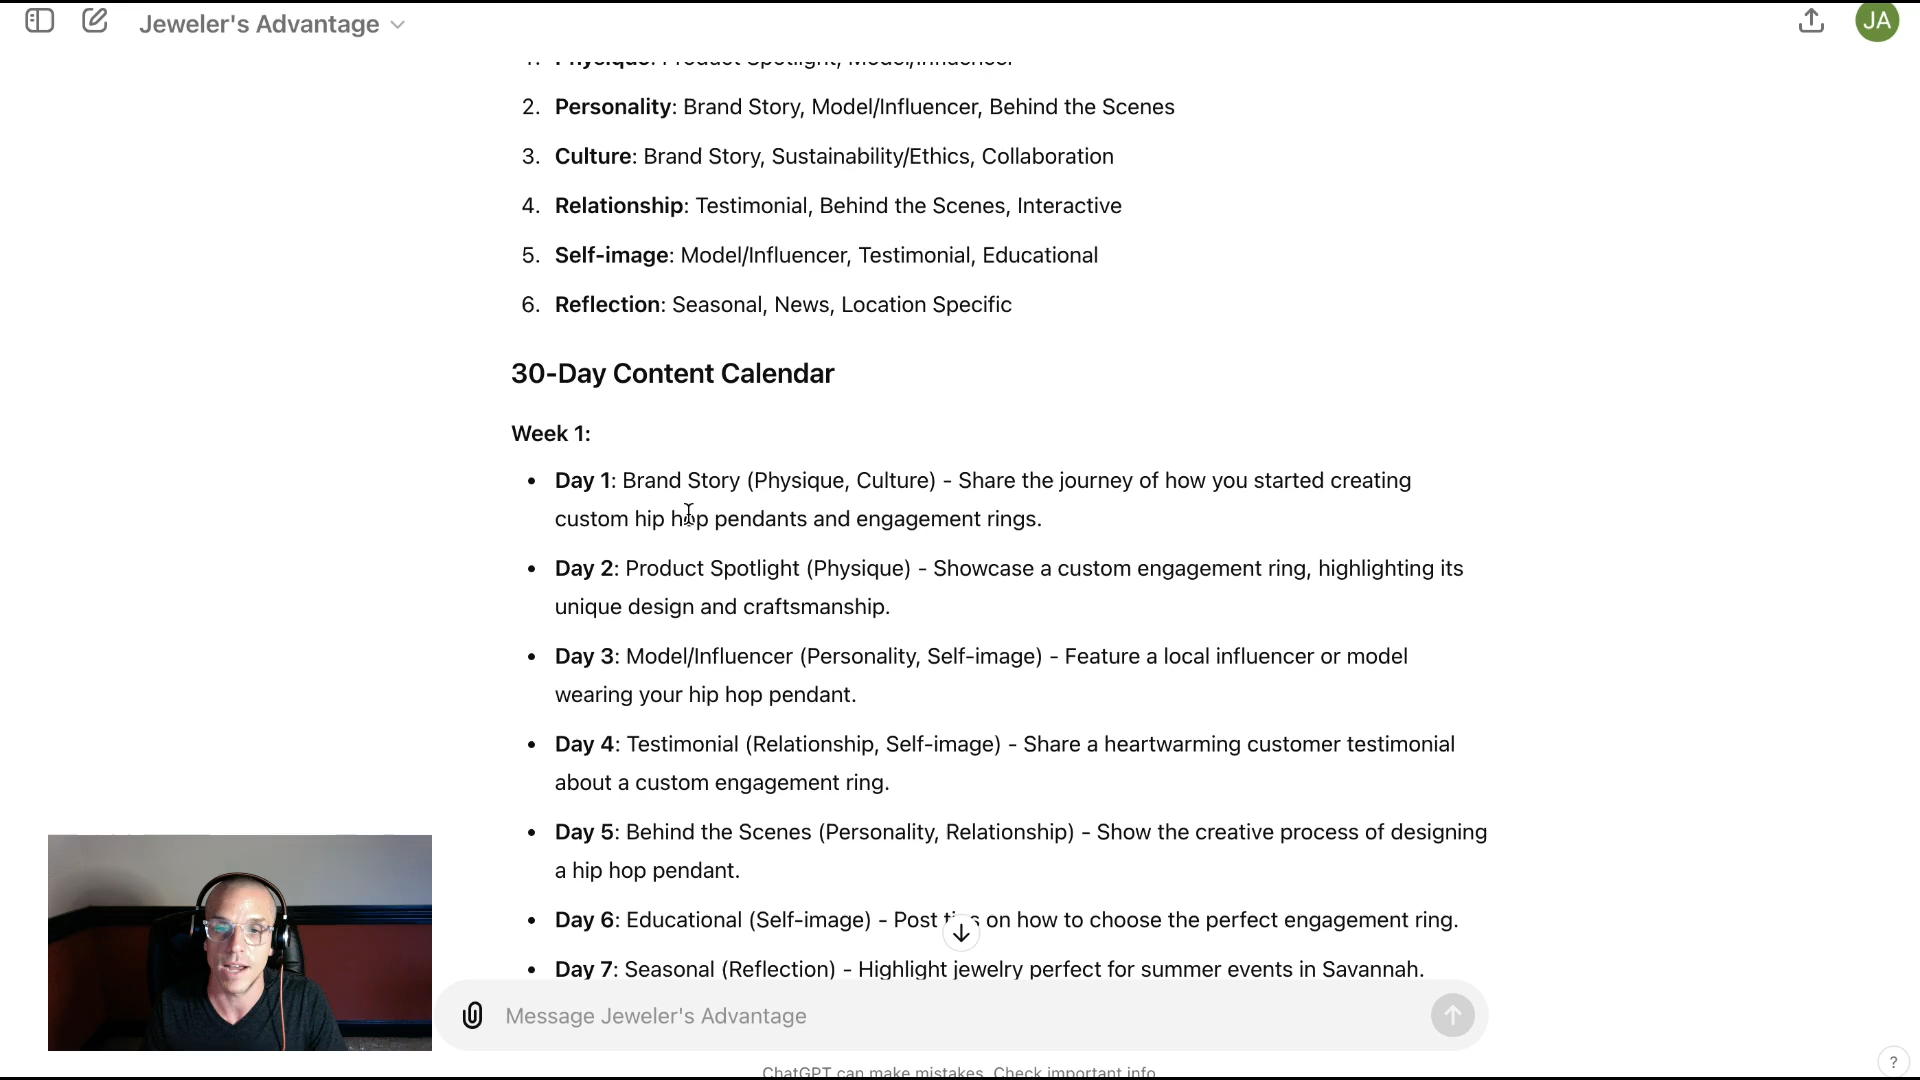 Jeweler's Advantage
JA
1. Physique: Product Spotlight, Model/Influencer
2. Personality: Brand Story, Model/Influencer, Behind the Scenes
3. Culture: Brand Story, Sustainability/Ethics, Collaboration
4. Relationship: Testimonial, Behind the Scenes, Interactive
5. Self-image: Model/Influencer, Testimonial, Educational
6. Reflection: Seasonal, News, Location Specific
30-Day Content Calendar
Week 1:
• Day 1: Brand Story (Physique, Culture) - Share the journey of how you started creating
custom hip hop pendants and engagement rings.
• Day 2: Product Spotlight (Physique) - Showcase a custom engagement ring, highlighting its
unique design and craftsmanship.
• Day 3: Model/Influencer (Personality, Self-image) - Feature a local influencer or model
wearing your hip hop pendant.
• Day 4: Testimonial (Relationship, Self-image) - Share a heartwarming customer testimonial
about a custom engagement ring.
• Day 5: Behind the Scenes (Personality, Relationship) - Show the creative process of designing
a hip hop pendant.
• Day 6: Educational (Self-image) - Post tips on how to choose the perfect engagement ring.
• Day 7: Seasonal (Reflection) - Highlight jewelry perfect for summer events in Savannah.
Message Jeweler's Advantage
ChatGPT can make mistakes. Check important info.
?